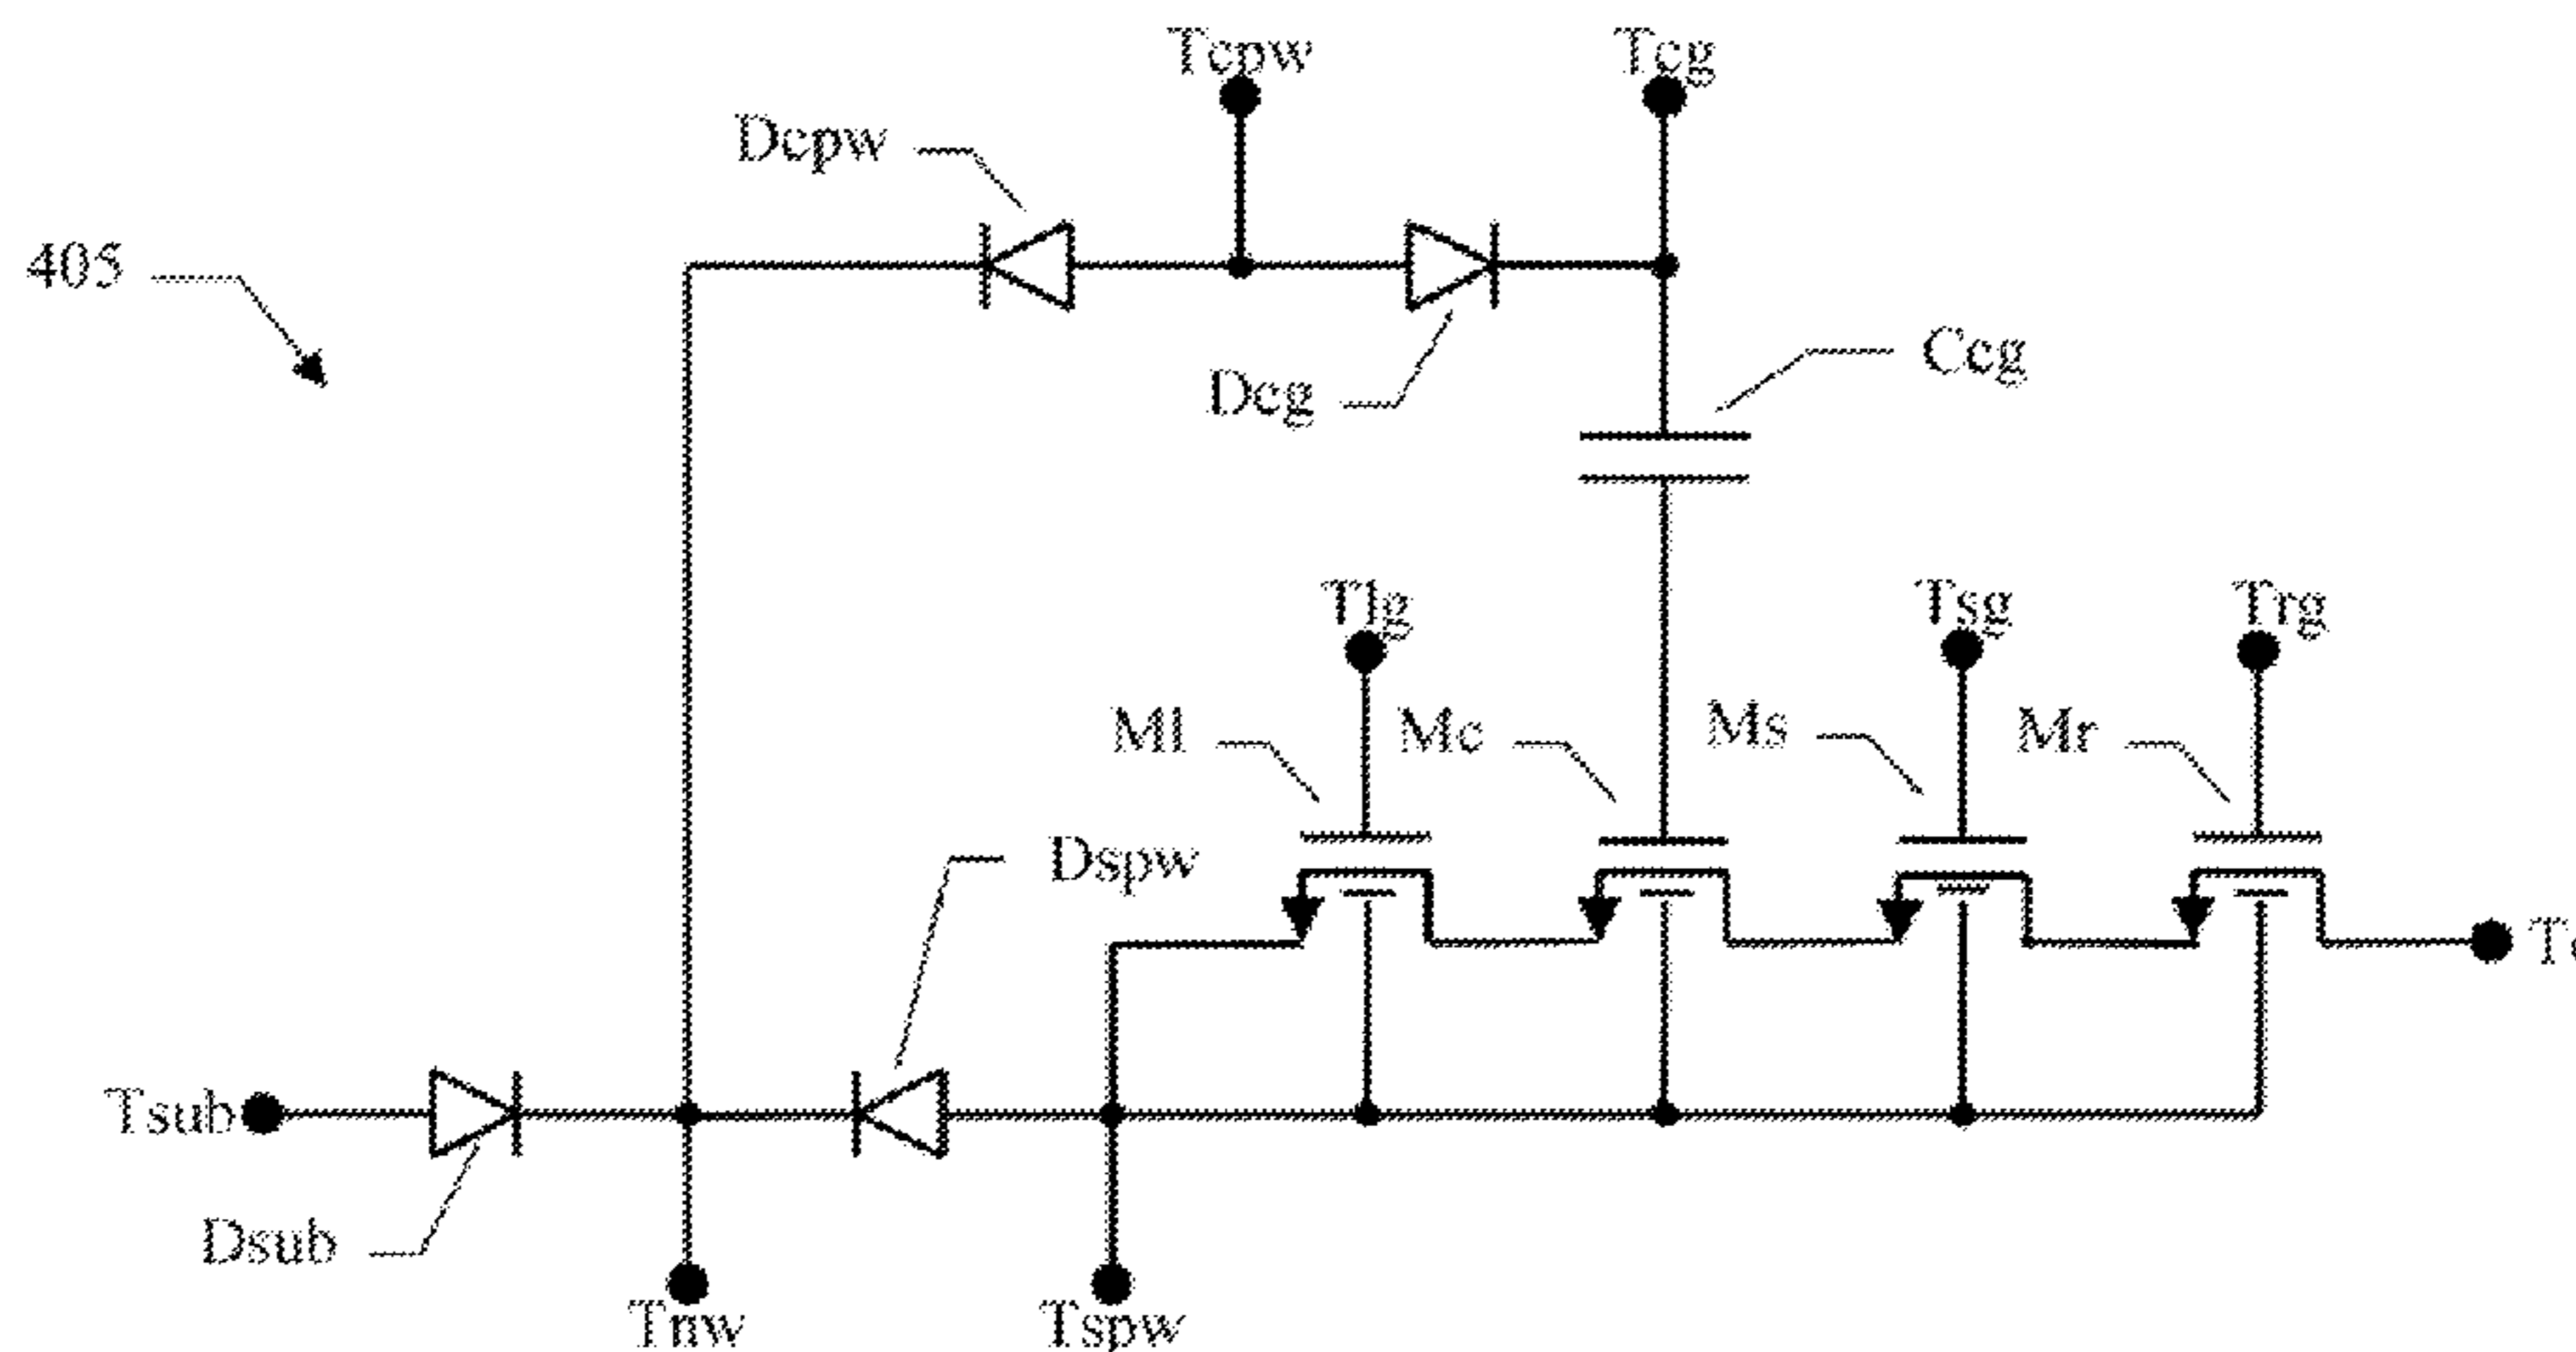 Tcpw
Tcg
Dcpw
405
Ccg
Dcg
Tlg
Tsg
Trg
Ml
Mc
Ms
Mr
Dspw
Tsub
Dsub
Tnw
Tspw